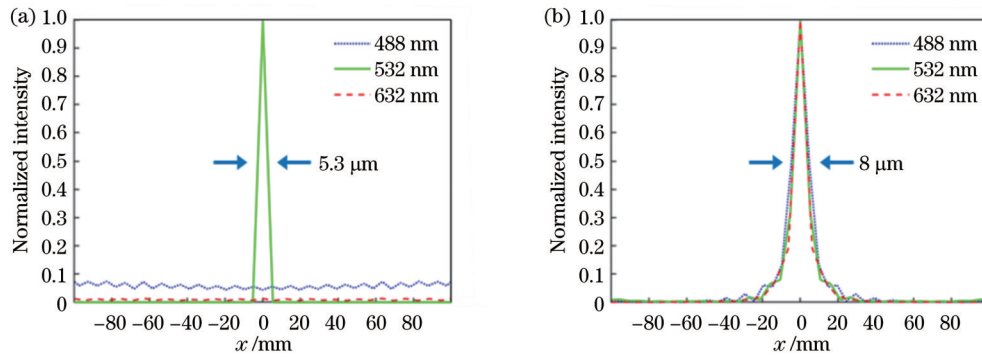 (a)
Normalized intensity
1.0
0.9
0.8
0.7
0.6
0.5
0.4
0.3
0.2
0.1
0
488 nm
532 nm
632 nm
5.3 μm
−80 −60 −40 −20 0 20 40 60 80
x /mm
(b)
Normalized intensity
1.0
0.9
0.8
0.7
0.6
0.5
0.4
0.3
0.2
0.1
0
488 nm
532 nm
632 nm
8 μm
−80 −60 −40 −20 0 20 40 60 80
x /mm